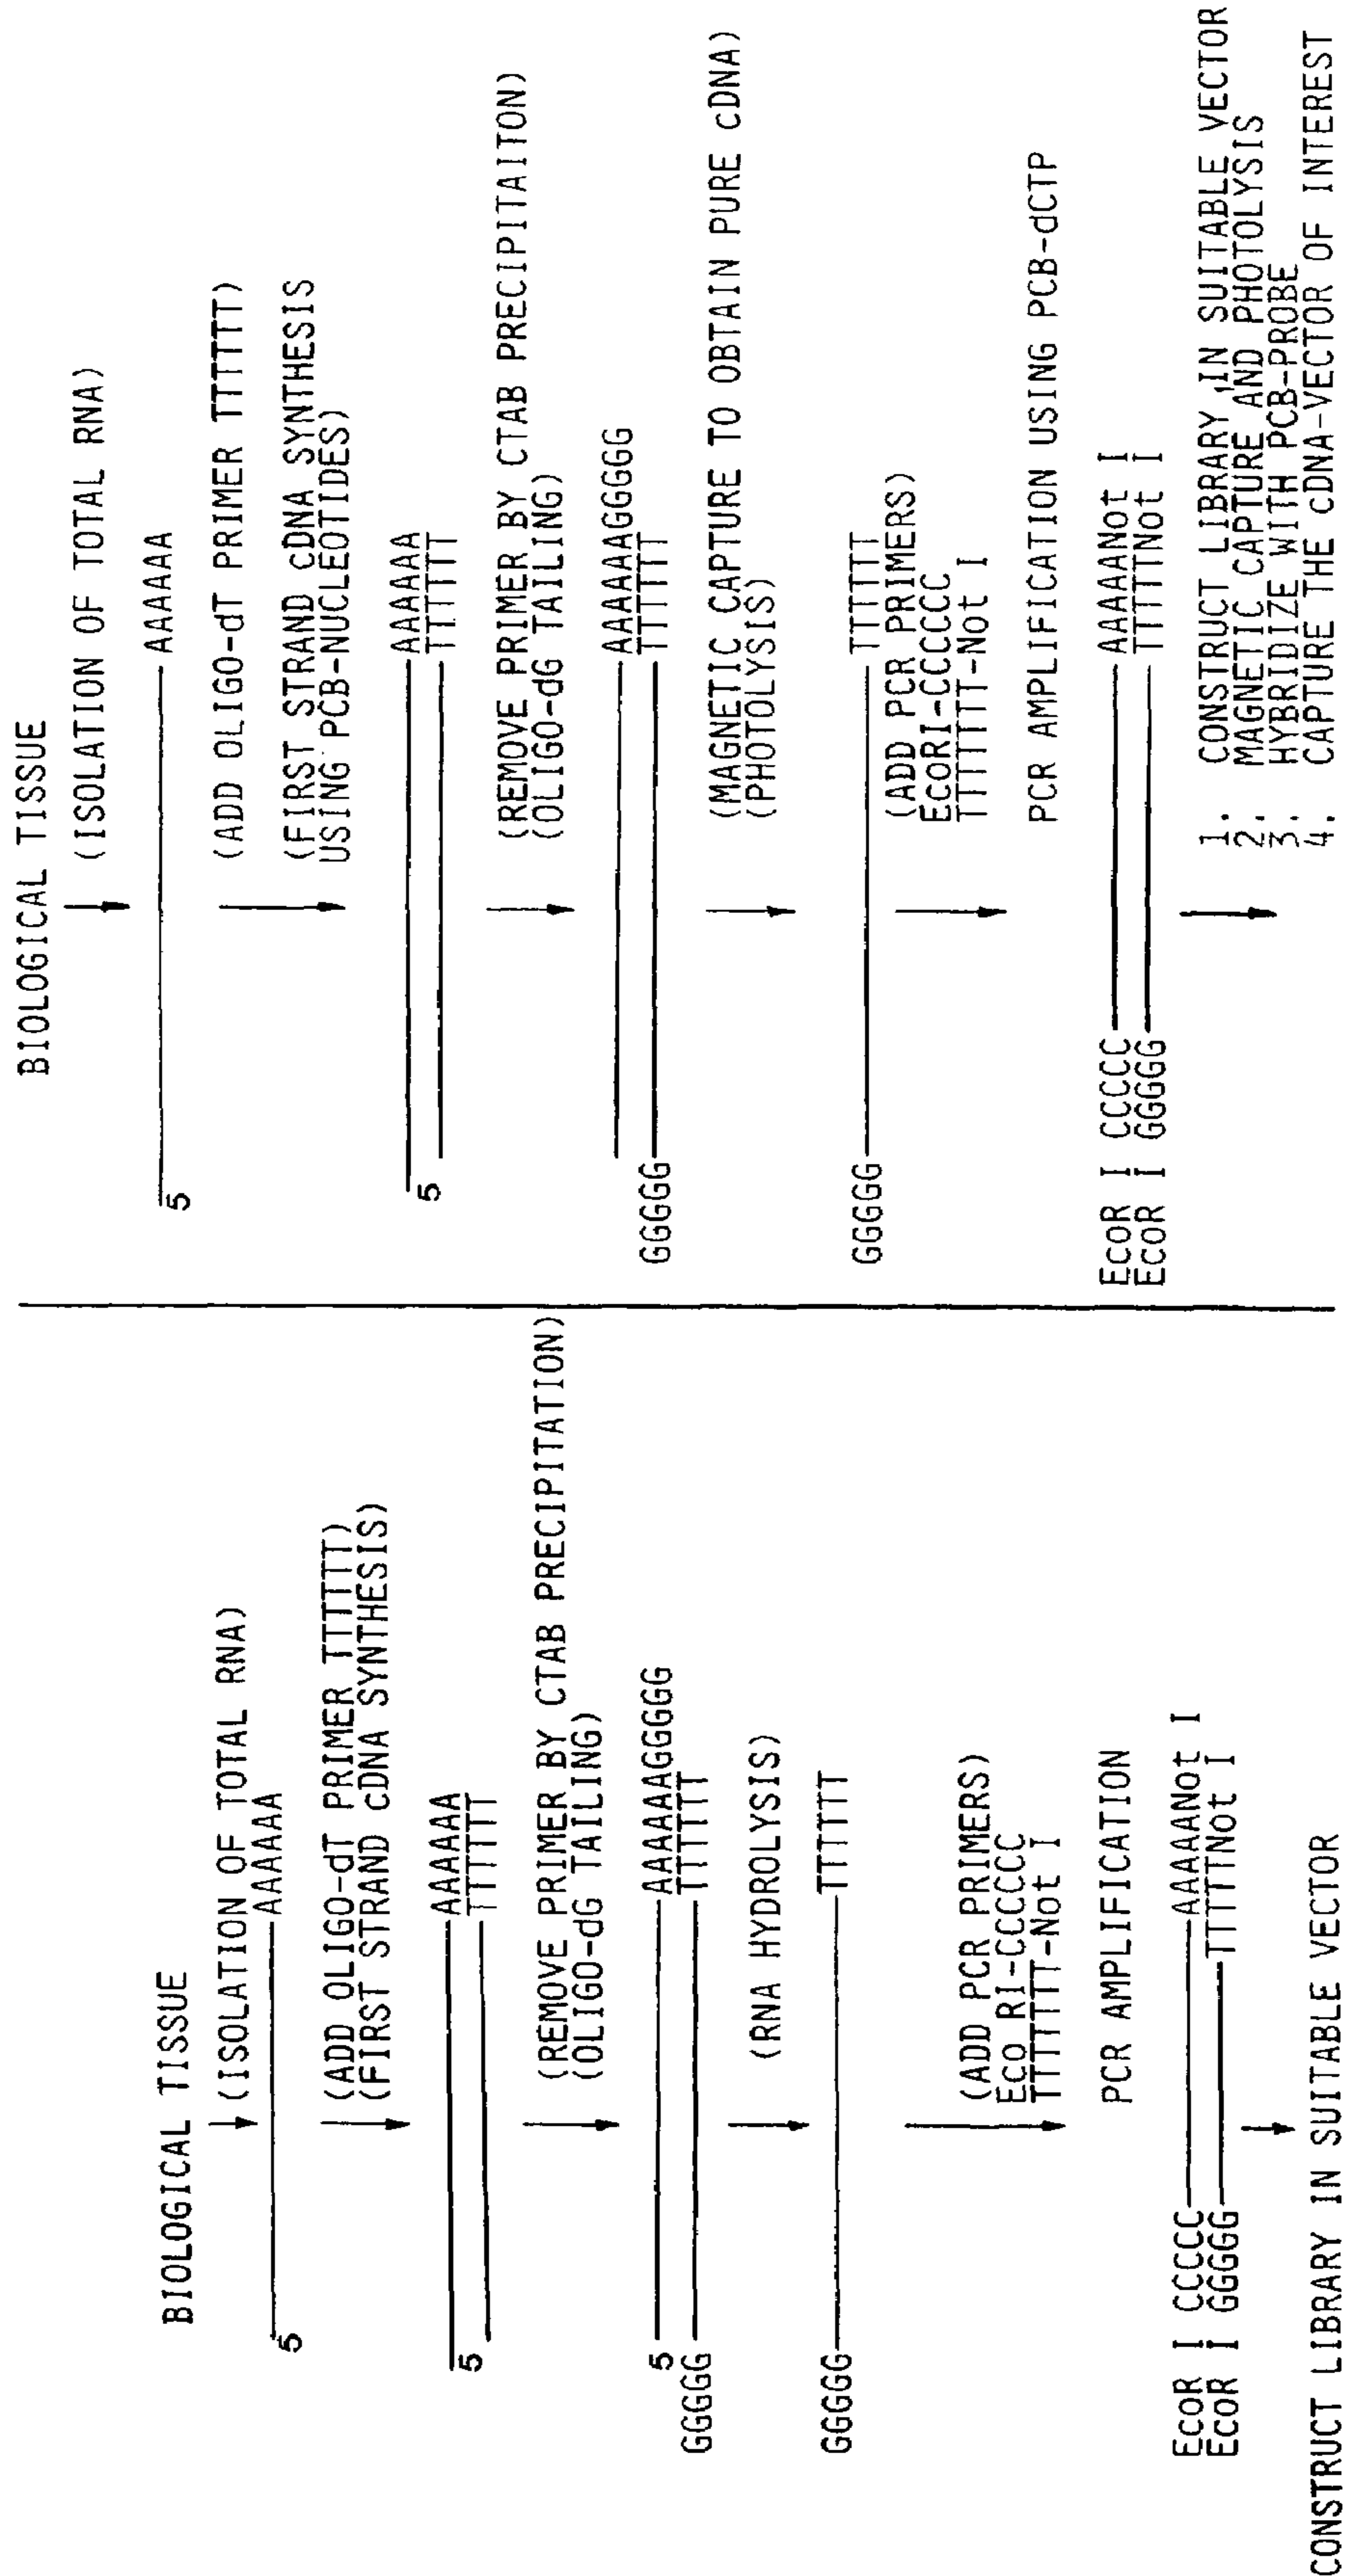 BIOLOGICAL TISSUE
(ISOLATION OF TOTAL RNA)
AAAAAA
5
(ADD OLIGO-dT PRIMER TTTTTT)
(FIRST STRAND CDNA SYNTHESIS)
AAAAAA
5
TTTTTT
(REMOVE PRIMER BY CTAB PRECIPITATION)
(OLIGO-dG TAILING)
5 AAAAAAGGGGG
GGGGG TTTTTT
(RNA HYDROLYSIS)
GGGGG TTTTTT
(ADD PCR PRIMERS)
Eco RI-CCCCCC
TTTTTTT-Not I
PCR AMPLIFICATION
EcoR I CCCCC AAAAANot I
EcoR I GGGGG TTTTTNot I
CONSTRUCT LIBRARY IN SUITABLE VECTOR
BIOLOGICAL TISSUE
(ISOLATION OF TOTAL RNA)
AAAAAA
5
(ADD OLIGO-dT PRIMER TTTTTT)
(FIRST STRAND cDNA SYNTHESIS
USING PCB-NUCLEOTIDES)
AAAAAA
5 TTTTTT
(REMOVE PRIMER BY CTAB PRECIPITAITON)
(OLIGO-dG TAILING)
AAAAAAGGGGG
GGGGG TTTTTT
(MAGNETIC CAPTURE TO OBTAIN PURE cDNA)
(PHOTOLYSIS)
GGGGG TTTTTT
(ADD PCR PRIMERS)
EcoRI-CCCCCC
TTTTTTT-Not I
PCR AMPLIFICATION USING PCB-dCTP
EcoR I CCCCC AAAAANot I
EcoR I GGGGG TTTTTNot I
1. CONSTRUCT LIBRARY IN SUITABLE VECTOR
2. MAGNETIC CAPTURE AND PHOTOLYSIS
3. HYBRIDIZE WITH PCB-PROBE
4. CAPTURE THE cDNA-VECTOR OF INTEREST